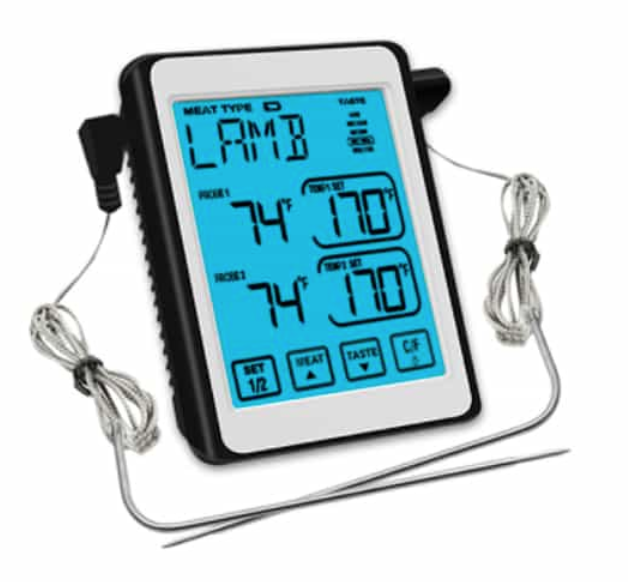 MEAT TYPE
TASTE
LAMB
PROBE 1
74°F
TEMP1 SET
170°F
PROBE 2
74°F
TEMP2 SET
170°F
SET
1/2
MEAT
TASTE
C/F